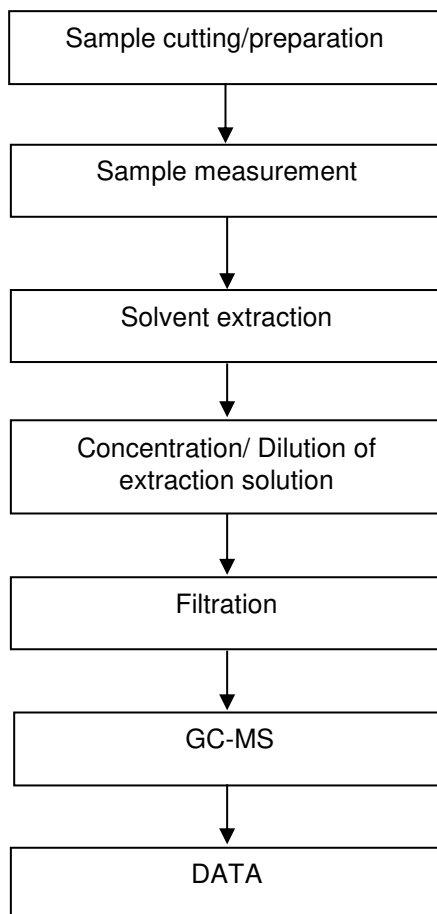 Sample cutting/preparation
Sample measurement
Solvent extraction
Concentration/ Dilution of
extraction solution
Filtration
GC-MS
DATA